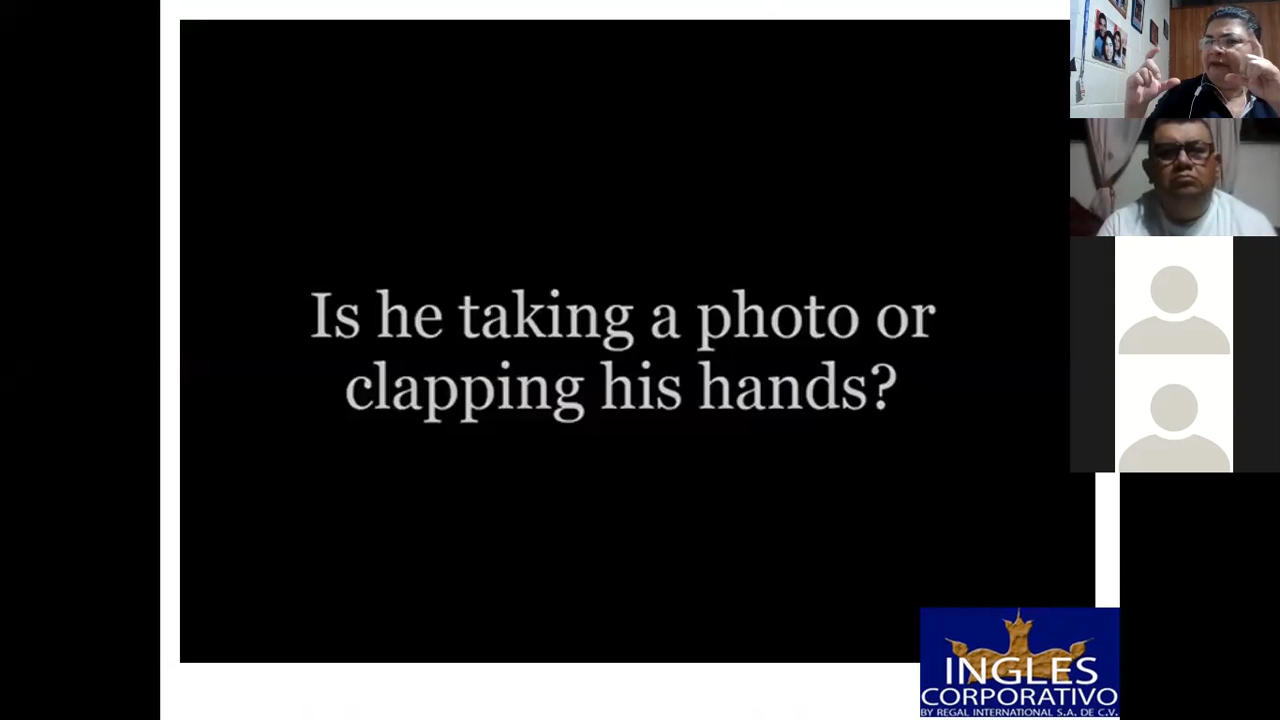 Is he taking a photo or
clapping his hands?
INGLES
CORPORATIVO
BY REGAL INTERNATIONAL S.A. DE C.V.